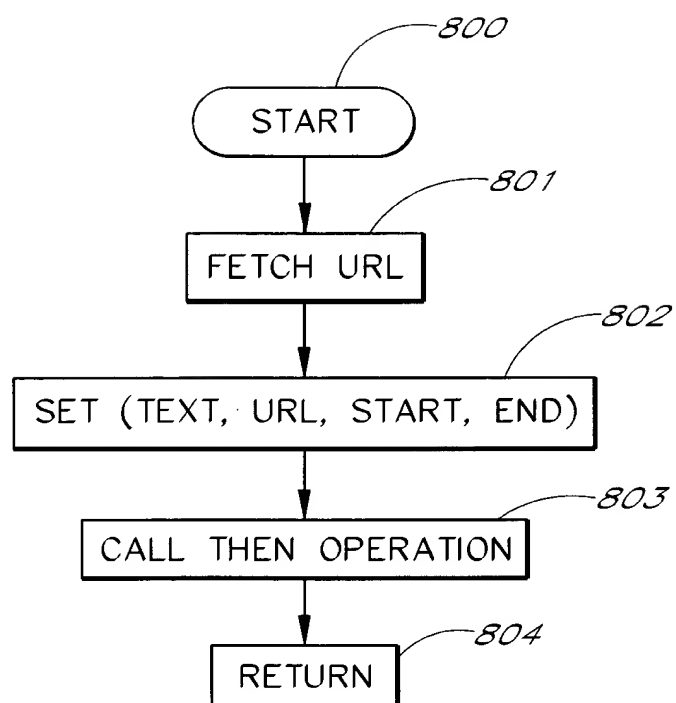 800
START
801
FETCH URL
802
SET (TEXT, URL, START, END)
803
CALL THEN OPERATION
804
RETURN